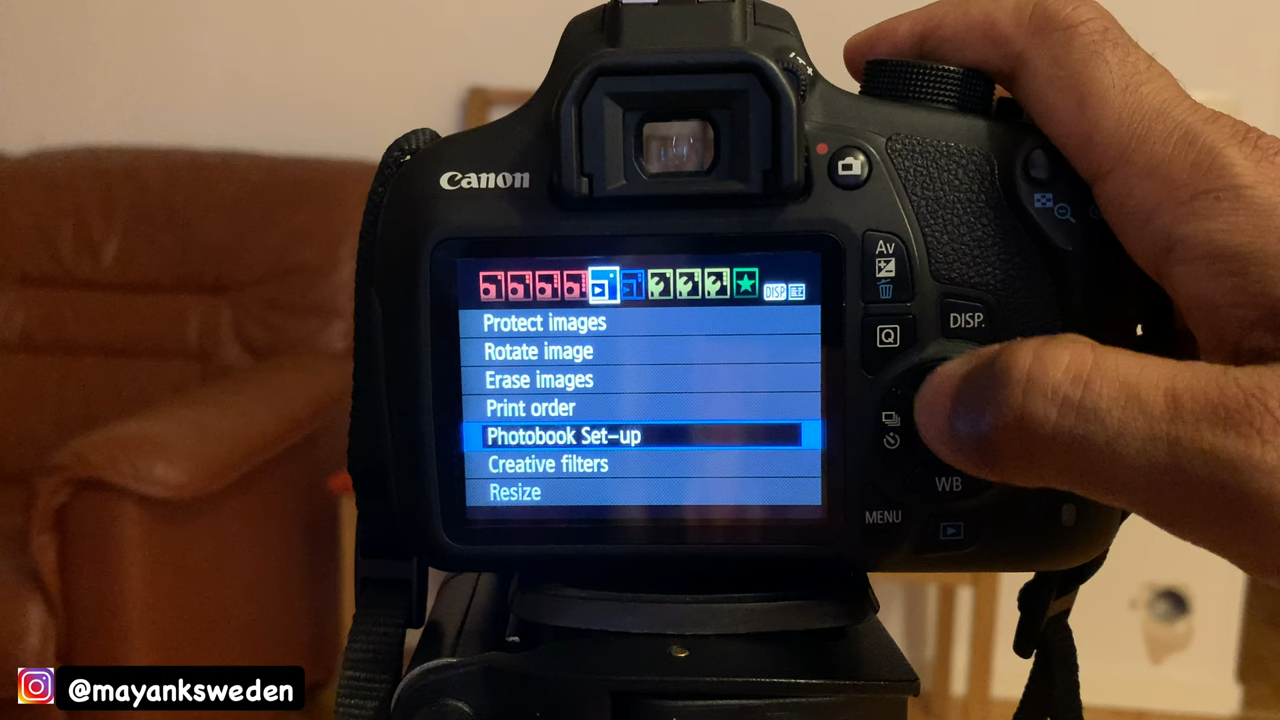 Canon
Av
DISP.
DISP
Protect images
Rotate image
Erase images
Print order
Photobook Set-up
Creative filters
Resize
Q
WB
MENU
@mayanksweden